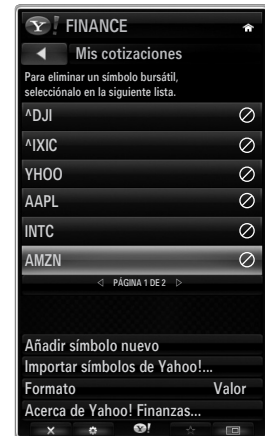 Y! FINANCE
Mis cotizaciones
Para eliminar un símbolo bursátil,
selecciónalo en la siguiente lista.
^DJI
^IXIC
YHOO
AAPL
INTC
AMZN
PÁGINA 1 DE 2
Añadir símbolo nuevo
Importar símbolos de Yahoo!...
Formato Valor
Acerca de Yahoo! Finanzas...
Y!